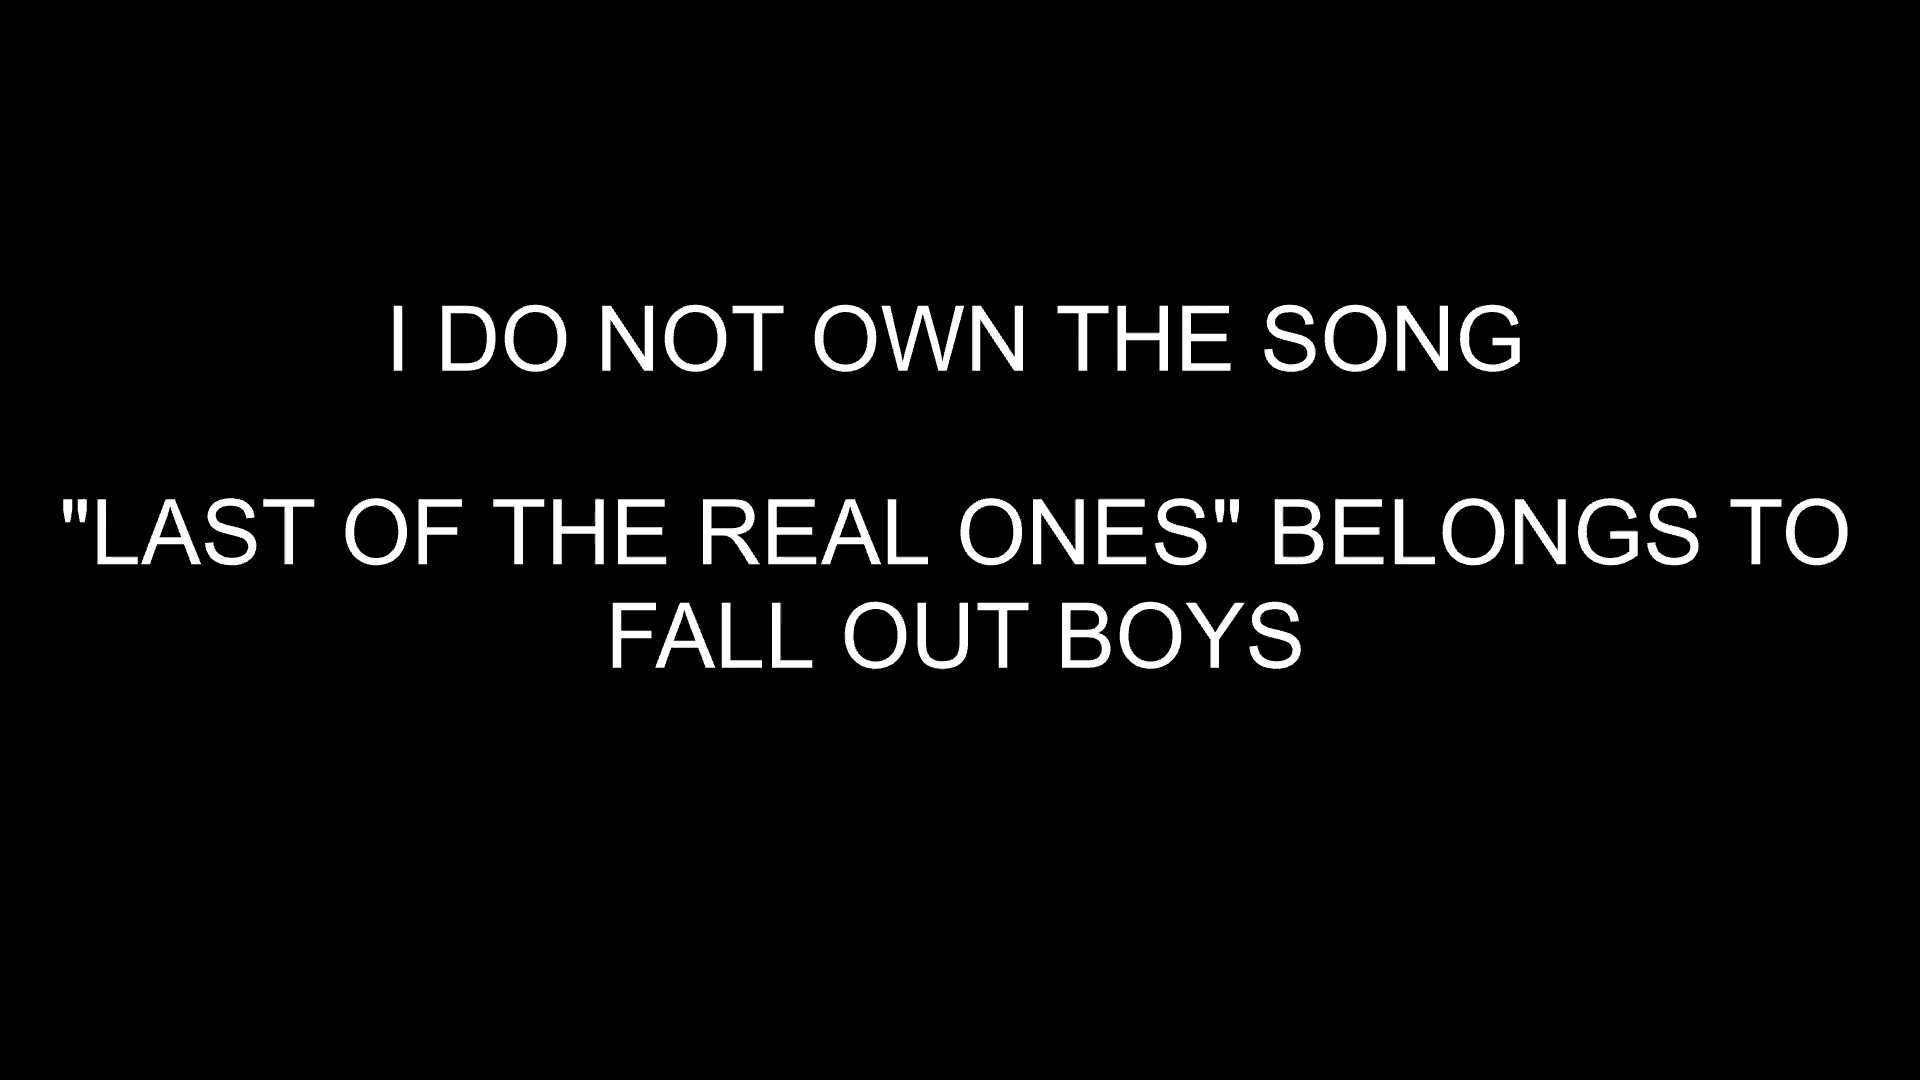 I DO NOT OWN THE SONG
"LAST OF THE REAL ONES" BELONGS TO
FALL OUT BOYS